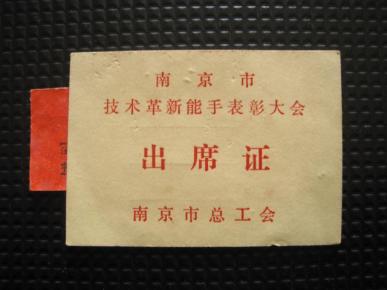 南京市
技术革新能手表彰大会
出席证
南京市总工会